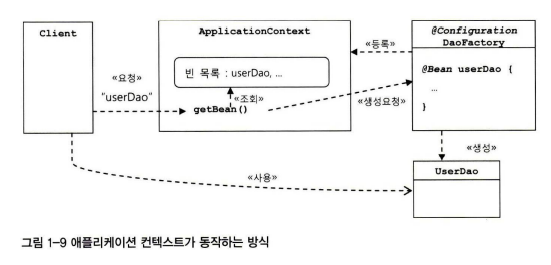 Client
ApplicationContext
@Configuration
DaoFactory
«등록»
빈 목록 : userDao, ...
@Bean userDao {
...
}
«요청»
"userDao"
«조회»
getBean()
«생성요청»
«생성»
UserDao
«사용»
그림 1-9 애플리케이션 컨텍스트가 동작하는 방식